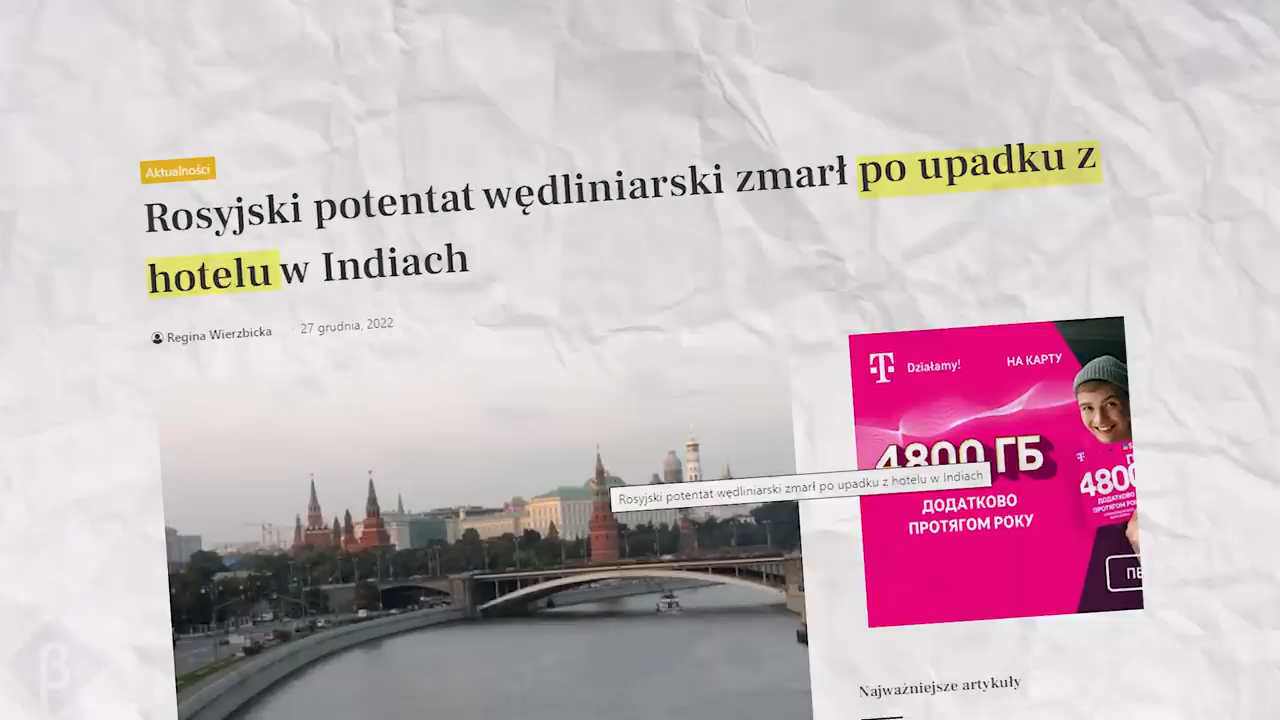 Aktualności
Rosyjski potentat wędliniarski zmarł po upadku z
hotelu w Indiach
Regina Wierzbicka
27 grudnia, 2022
T Działamy!
НА КАРТУ
4800 ГБ
Rosyjski potentat wędliniarski zmarł po upadku z hotelu w Indiach
ДОДАТКОВО
ПРОТЯГОМ РОКУ
Najważniejsze artykuły
β